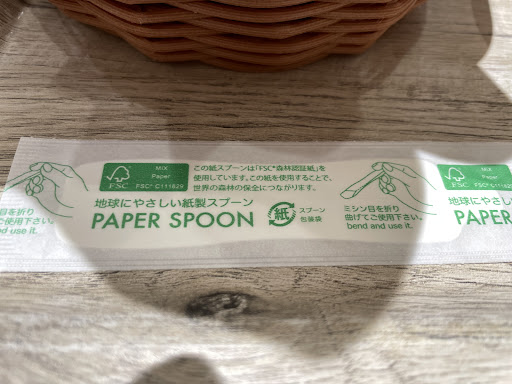 MIX
Paper
FSC
FSC® C111829
この紙スプーンは「FSC®森林認証紙」を
使用しています。この紙を使用することで、
世界の森林の保全につながります。
地球にやさしい紙製スプーン
PAPER SPOON
紙
スプーン
包装袋
ミシン目を折り
曲げてご使用下さい。
bend and use it.
ン目を折り
ご使用下さい。
nd use it.
MIX
Paper
FSC
FSC® C1118
地球にやさ
PAPER